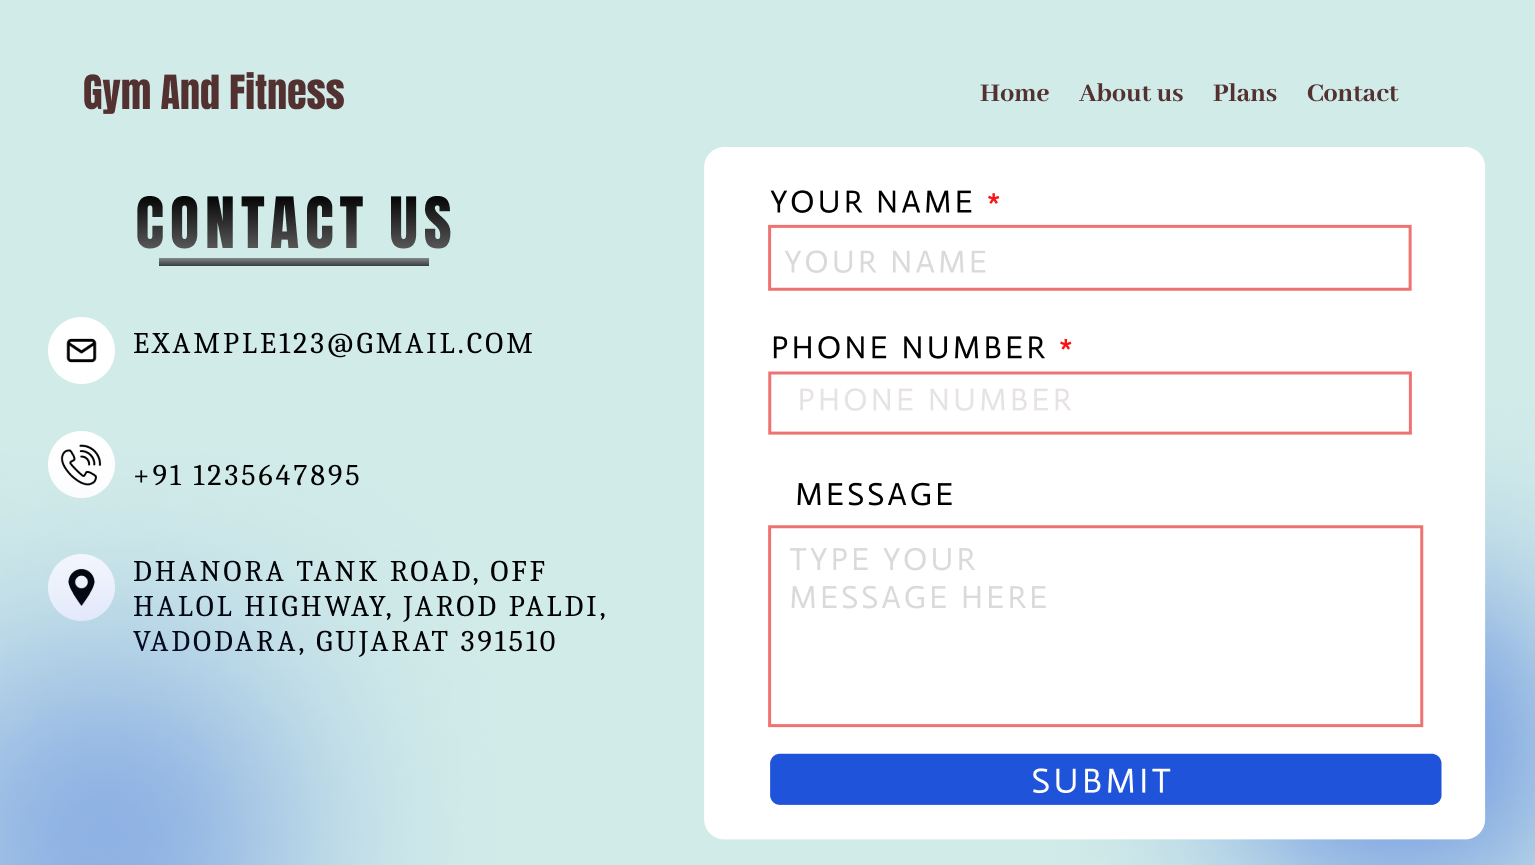 Gym And Fitness
Home About us Plans Contact
CONTACT US
EXAMPLE123@GMAIL.COM
+91 1235647895
DHANORA TANK ROAD, OFF
HALOL HIGHWAY, JAROD PALDI,
VADODARA, GUJARAT 391510
YOUR NAME *
YOUR NAME
PHONE NUMBER *
PHONE NUMBER
MESSAGE
TYPE YOUR
MESSAGE HERE
SUBMIT